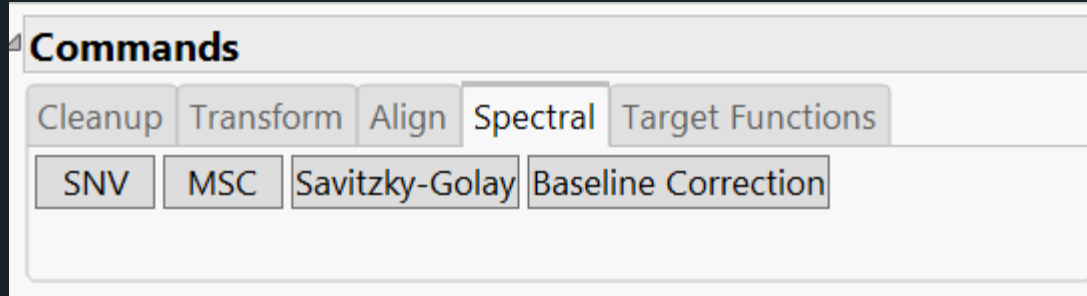 Commands
Cleanup Transform Align Spectral Target Functions
SNV MSC Savitzky-Golay Baseline Correction